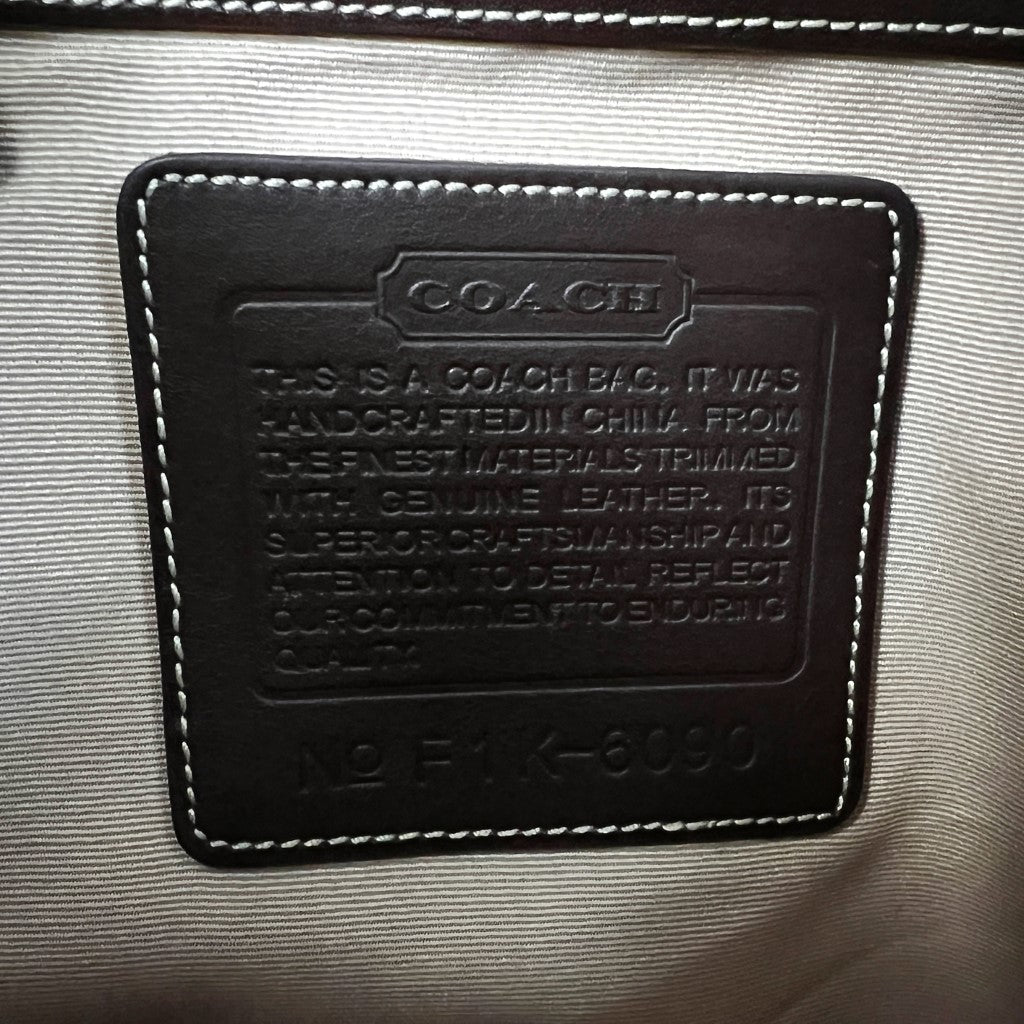 COACH
THIS IS A COACH BAG. IT WAS
HANDCRAFTED IN CHINA FROM
THE FINEST MATERIALS TRIMMED
WITH GENUINE LEATHER. ITS
SUPERIOR CRAFTSMANSHIP AND
ATTENTION TO DETAIL REFLECT
OUR COMMITMENT TO ENDURING
QUALITY.
No F1K-6090